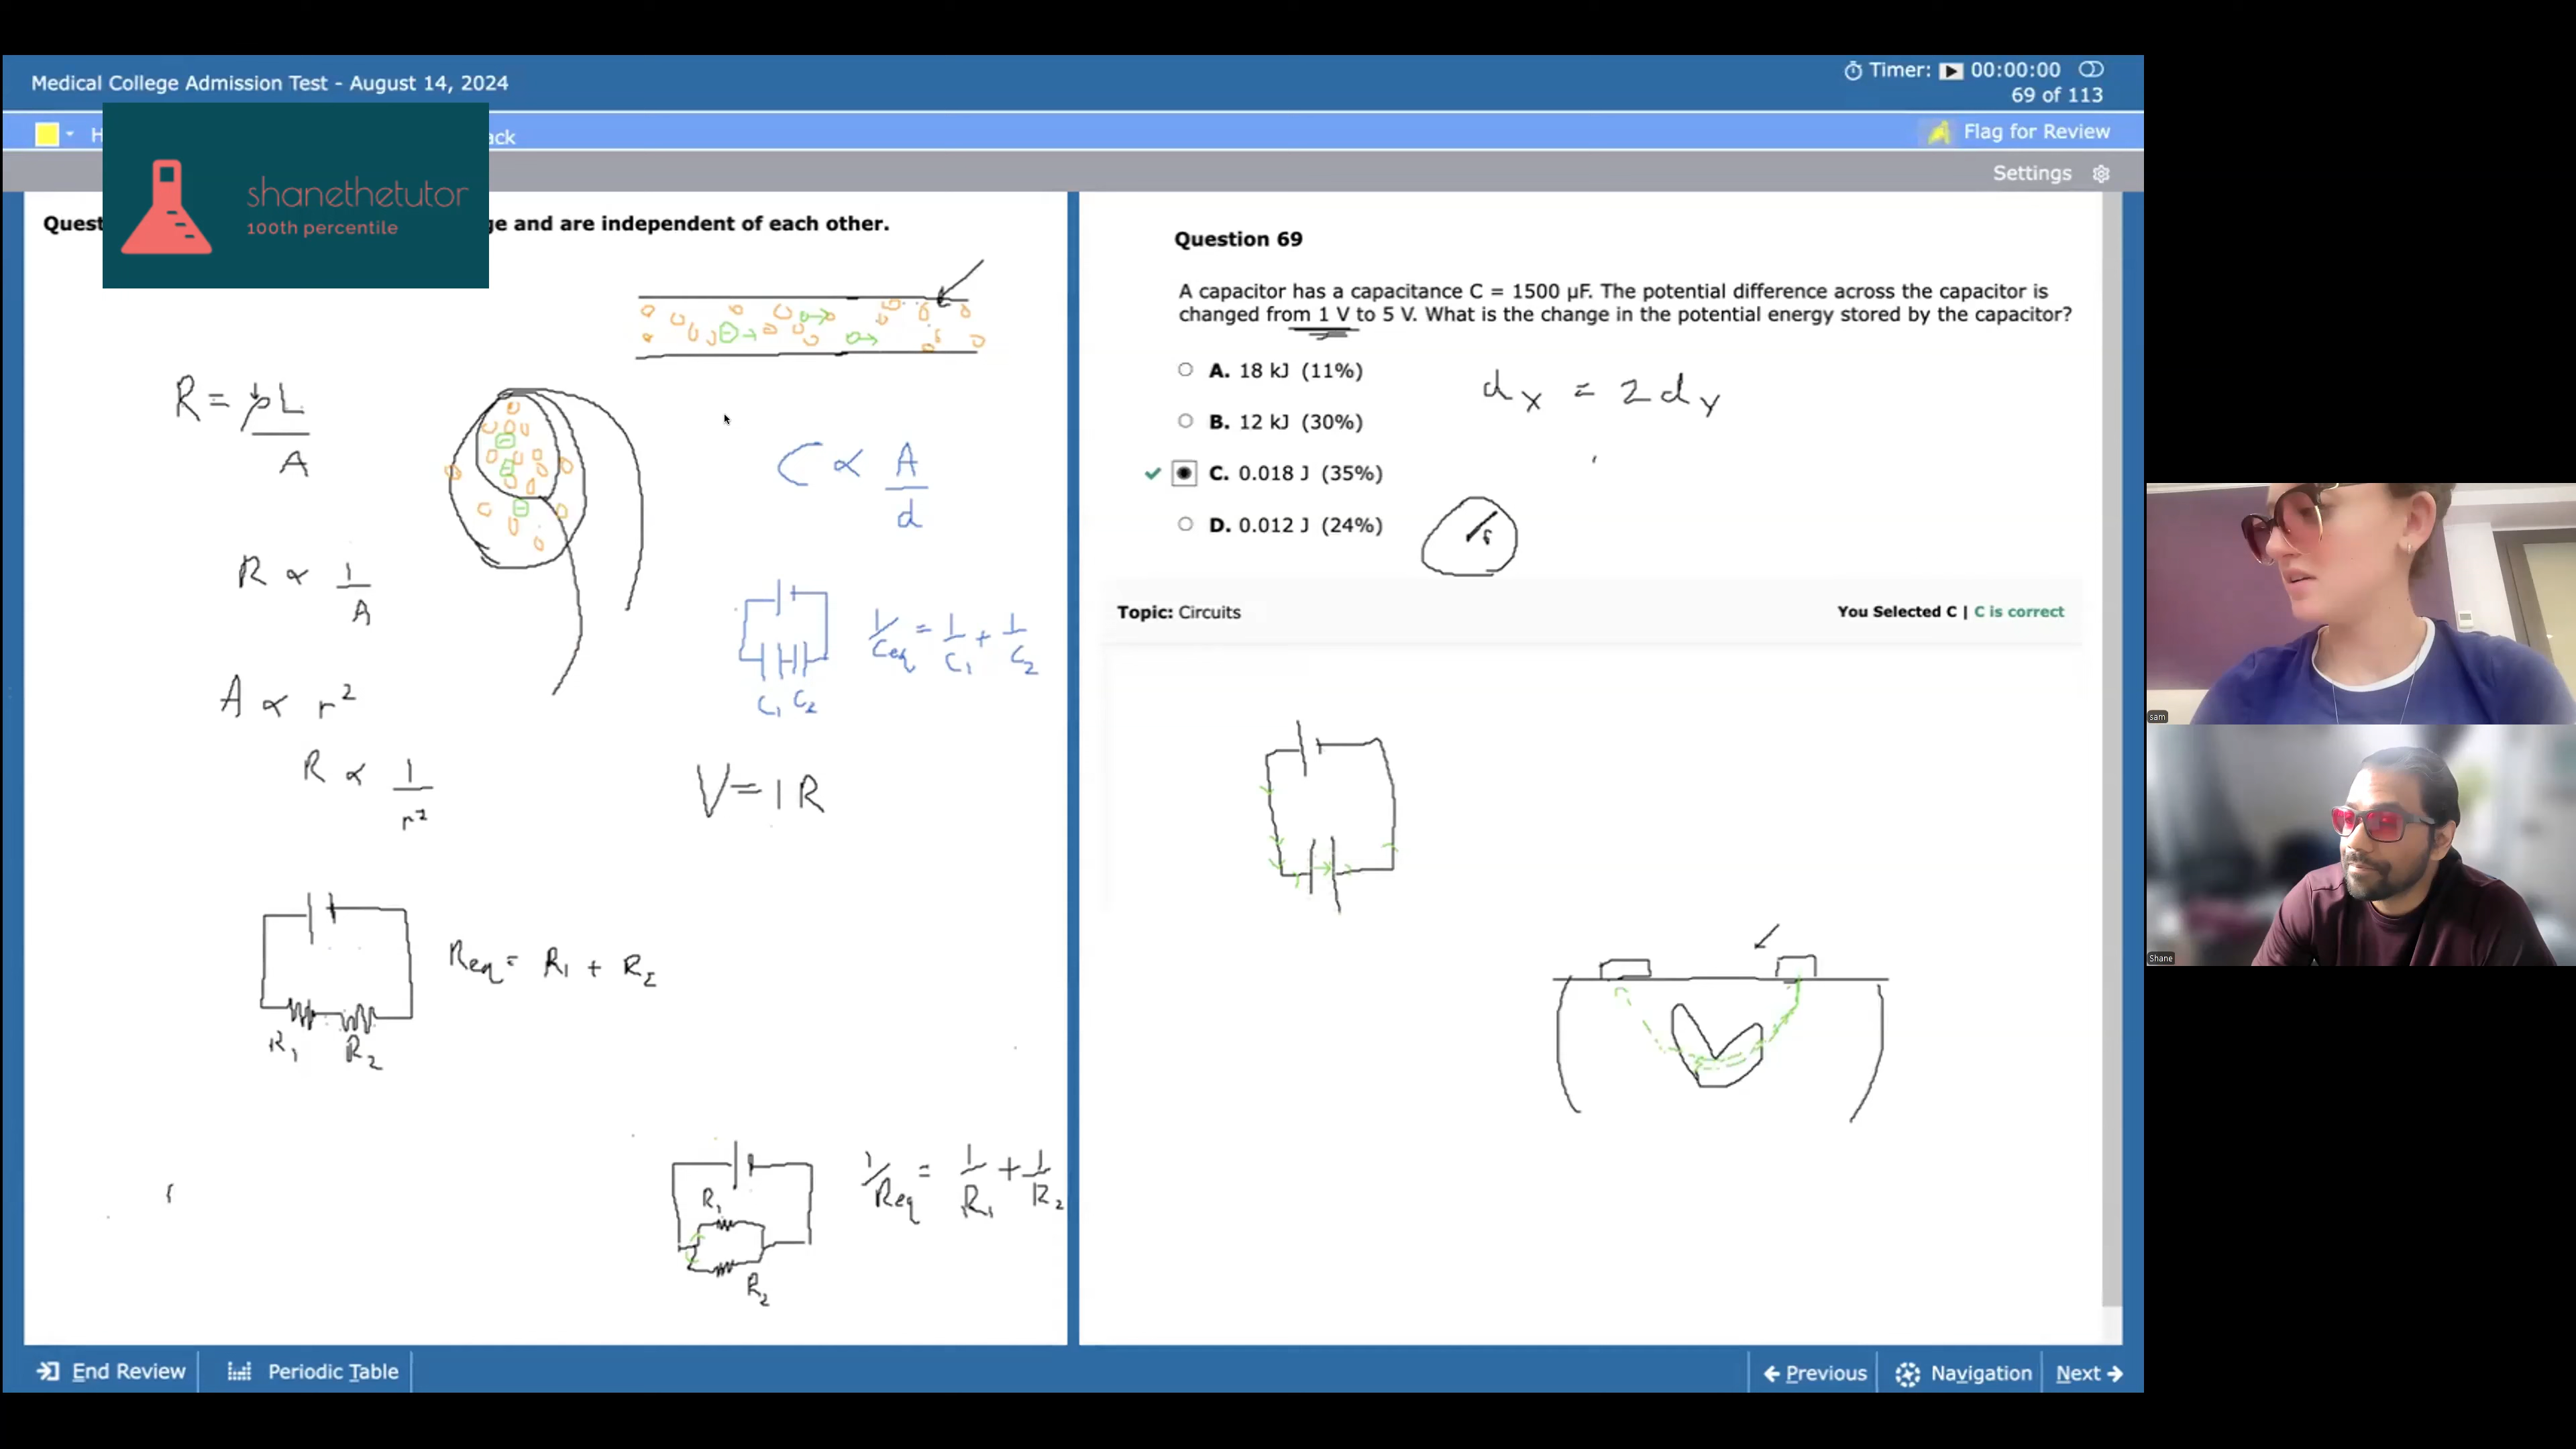 Medical College Admission Test - August 14, 2024
Timer: 00:00:00
69 of 113
H
ack
Flag for Review
Settings
shanethetutor
100th percentile
Quest
ge and are independent of each other.
R = ρL
A
R ∝ 1
A
A ∝ r²
R ∝ 1
r²
C ∝ A
d
1/Ceq = 1/C₁ + 1/C₂
C₁ C₂
V = I R
Req = R₁ + R₂
R₁ R₂
R₁
R₂
1/Req = 1/R₁ + 1/R₂
Question 69
A capacitor has a capacitance C = 1500 µF. The potential difference across the capacitor is
changed from 1 V to 5 V. What is the change in the potential energy stored by the capacitor?
A. 18 kJ (11%)
B. 12 kJ (30%)
C. 0.018 J (35%)
D. 0.012 J (24%)
dx = 2dy
r
Topic: Circuits
You Selected C | C is correct
End Review
Periodic Table
Previous
Navigation
Next
sam
Shane